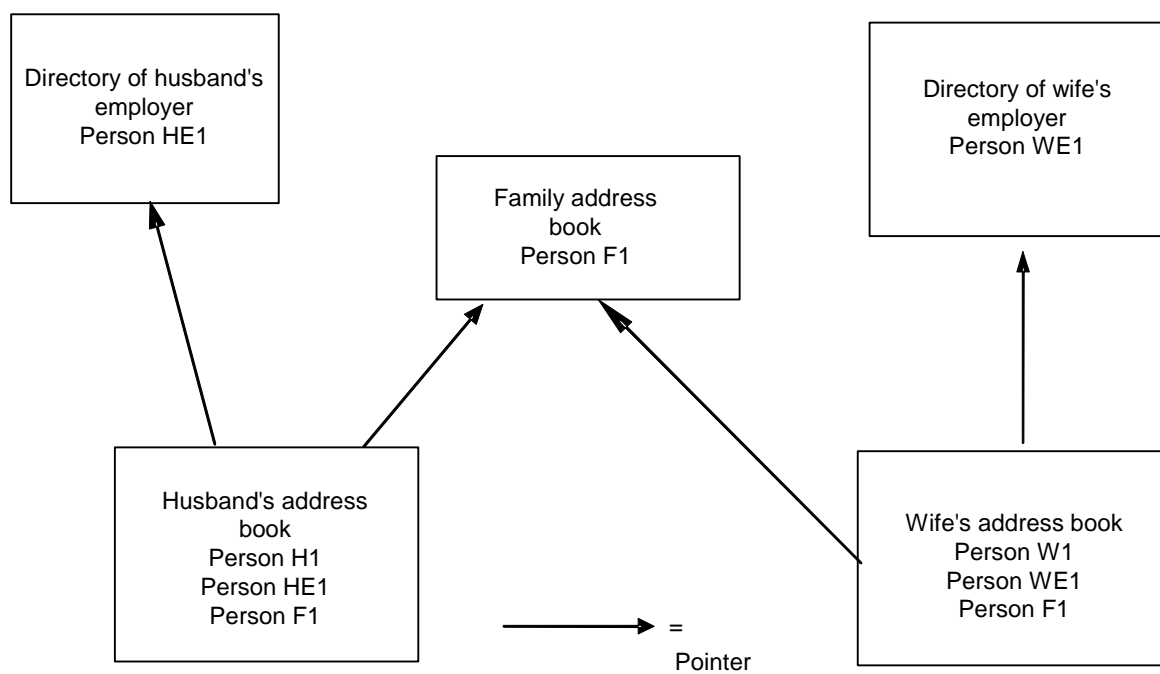 Directory of husband's
employer
Person HE1
Directory of wife's
employer
Person WE1
Family address
book
Person F1
Husband's address
book
Person H1
Person HE1
Person F1
Wife's address book
Person W1
Person WE1
Person F1
=
Pointer